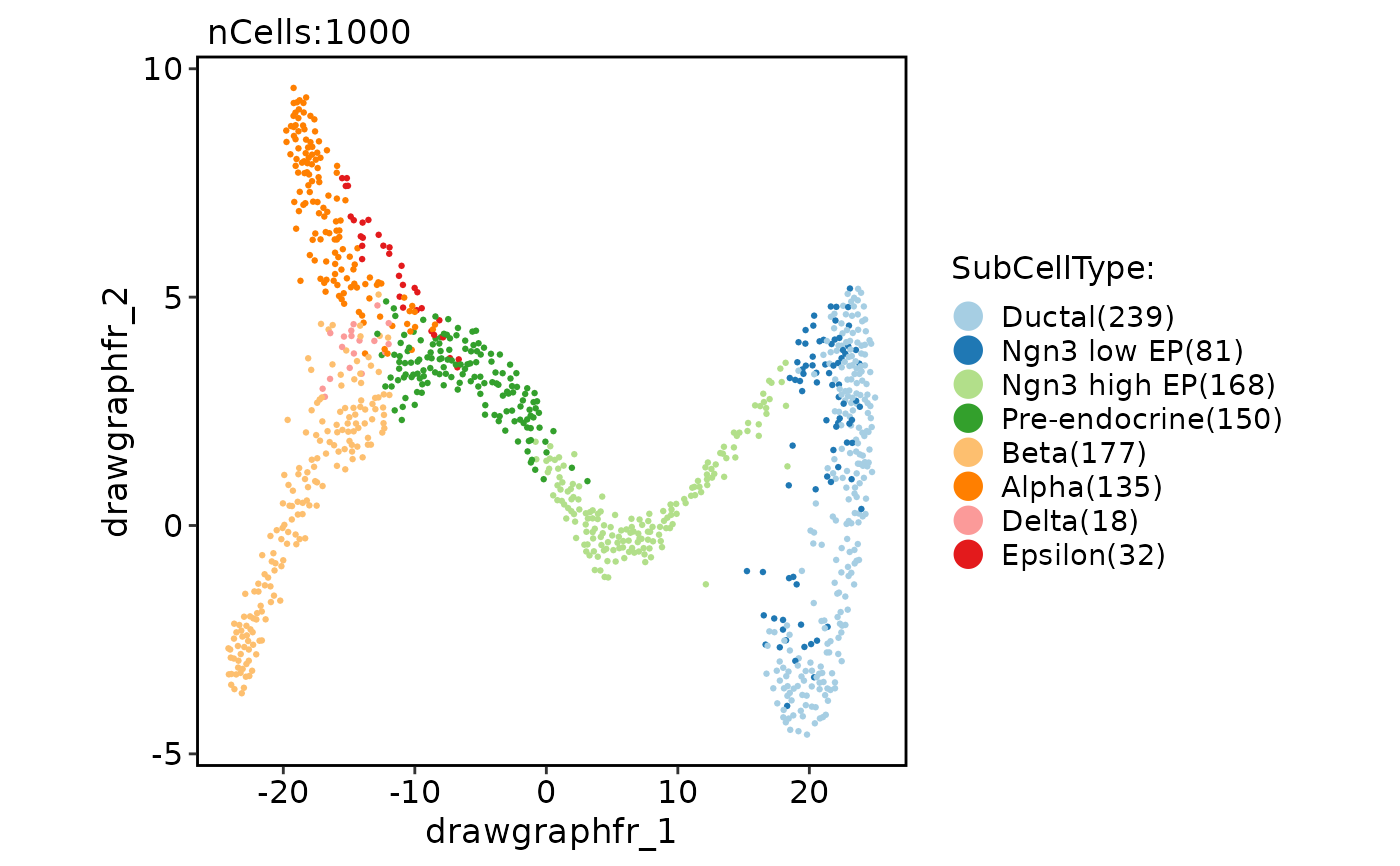 nCells:1000
10
5
0
-5
drawgraphfr_2
-20
-10
0
10
20
drawgraphfr_1
SubCellType:
Ductal(239)
Ngn3 low EP(81)
Ngn3 high EP(168)
Pre-endocrine(150)
Beta(177)
Alpha(135)
Delta(18)
Epsilon(32)